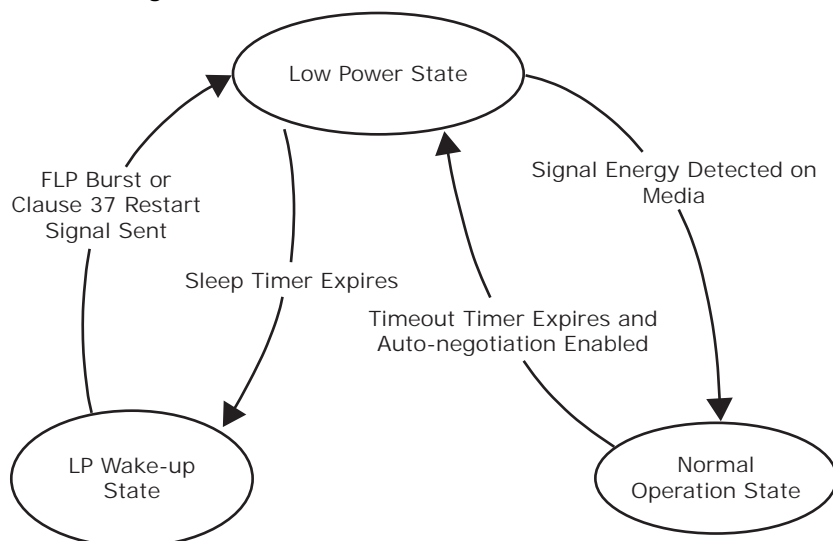 Low Power State
FLP Burst or
Clause 37 Restart
Signal Sent
Signal Energy Detected on
Media
Sleep Timer Expires
Timeout Timer Expires and
Auto-negotiation Enabled
LP Wake-up
State
Normal
Operation State